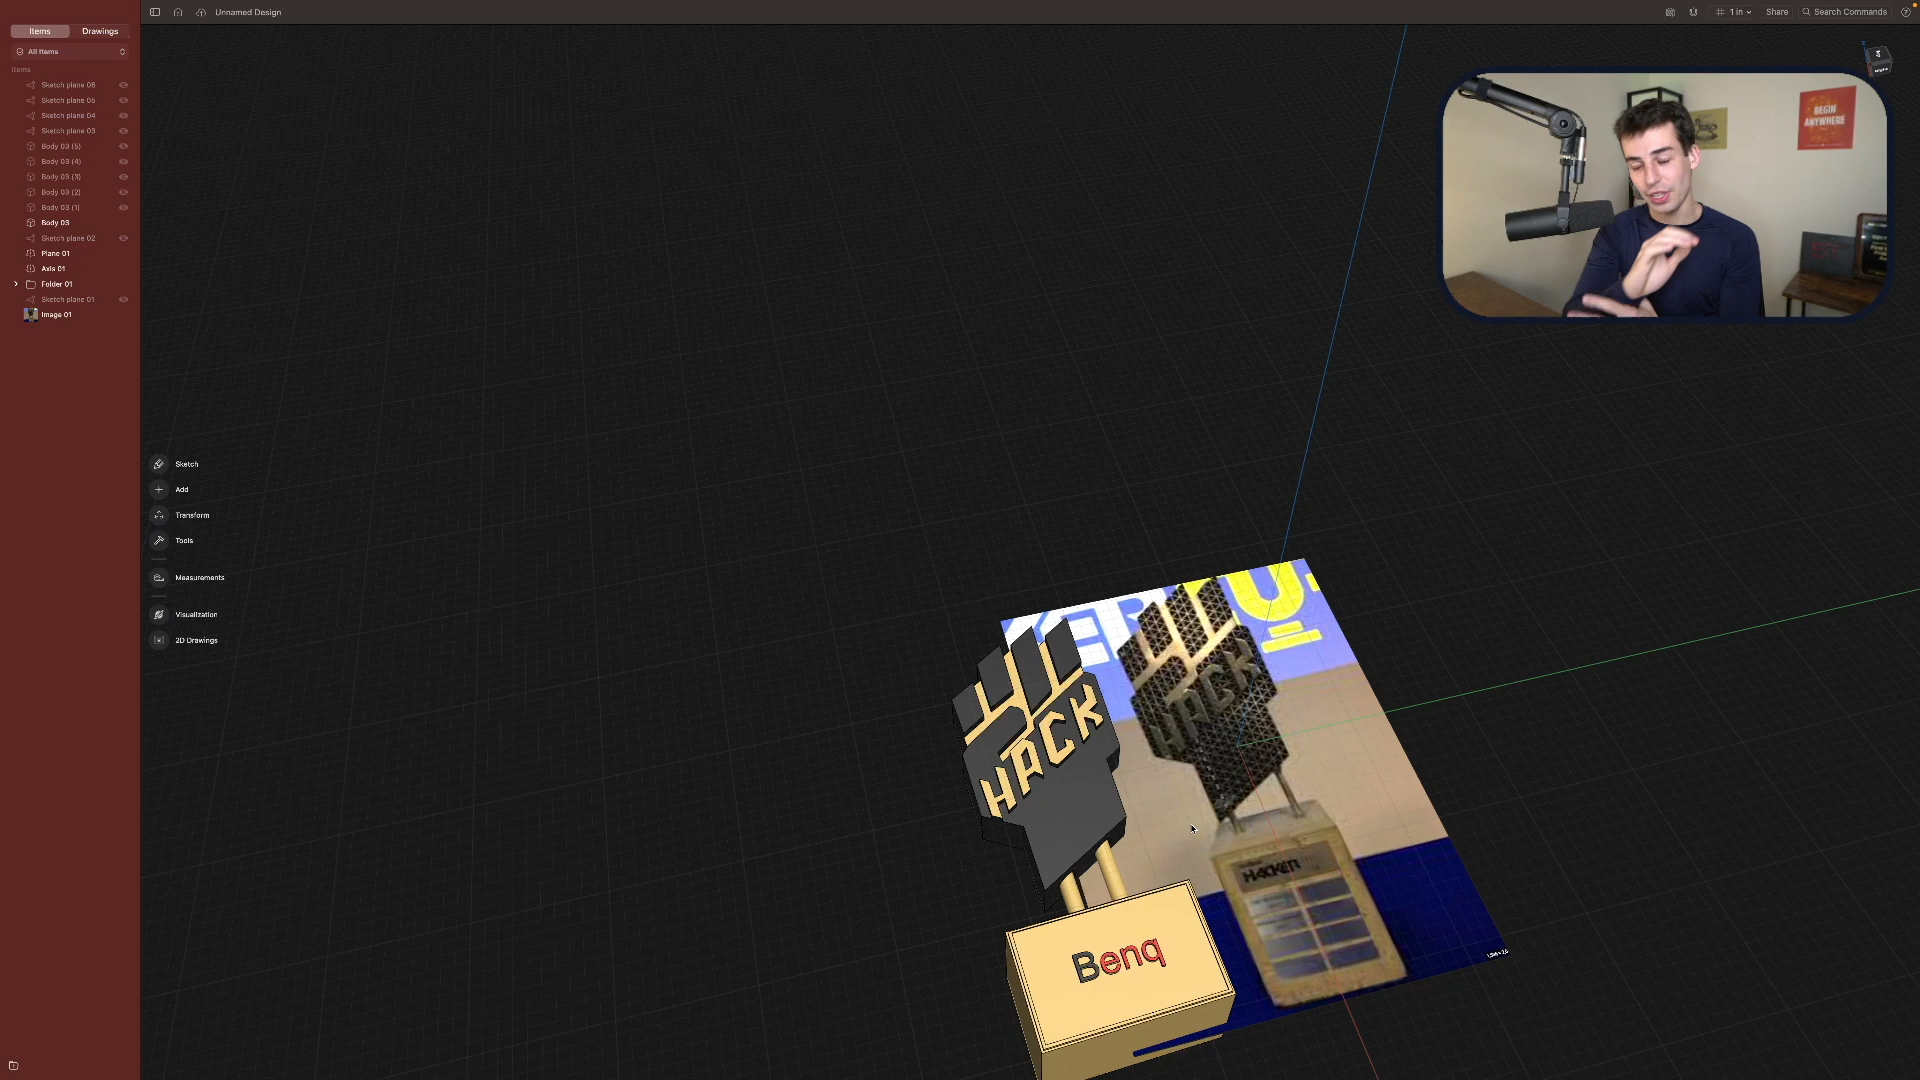 Unnamed Design
1 in
Share
Search Commands
Items
Drawings
All Items
Items
Sketch plane 06
Sketch plane 05
Sketch plane 04
Sketch plane 03
Body 03 (5)
Body 03 (4)
Body 03 (3)
Body 03 (2)
Body 03 (1)
Body 03
Sketch plane 02
Plane 01
Axis 01
Folder 01
Sketch plane 01
Image 01
Sketch
Add
Transform
Tools
Measurements
Visualization
2D Drawings
BEGIN
ANYWHERE
HACK
HACK
HACKER
Benq